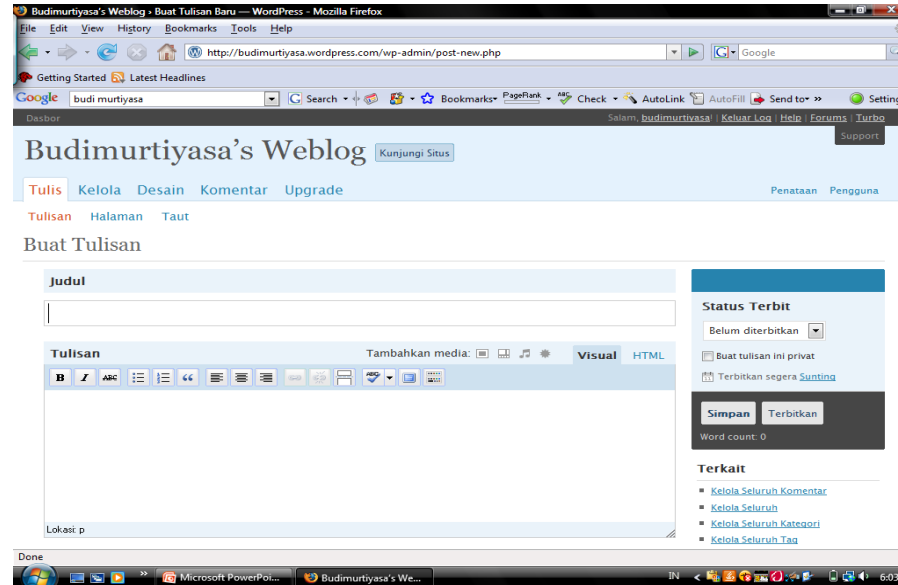 Budimurtiyasa's Weblog › Buat Tulisan Baru — WordPress - Mozilla Firefox
File Edit View History Bookmarks Tools Help
http://budimurtiyasa.wordpress.com/wp-admin/post-new.php
Google
Getting Started Latest Headlines
Google budi murtiyasa Search Bookmarks PageRank Check AutoLink AutoFill Send to »
Dasbor Salam, budimurtiyasa! | Keluar Log | Help | Forums | Turbo
Support
Budimurtiyasa's Weblog Kunjungi Situs
Tulis Kelola Desain Komentar Upgrade Penataan Pengguna
Tulisan Halaman Taut
Buat Tulisan
Judul
Status Terbit
Belum diterbitkan
Tulisan Tambahkan media: Visual HTML
Buat tulisan ini privat
B I ABC “ ABC
Terbitkan segera Sunting
Simpan Terbitkan
Word count: 0
Terkait
Kelola Seluruh Komentar
Kelola Seluruh
Kelola Seluruh Kategori
Kelola Seluruh Tag
Lokasi: p
Done
» Microsoft PowerPoi... Budimurtiyasa's We... IN <